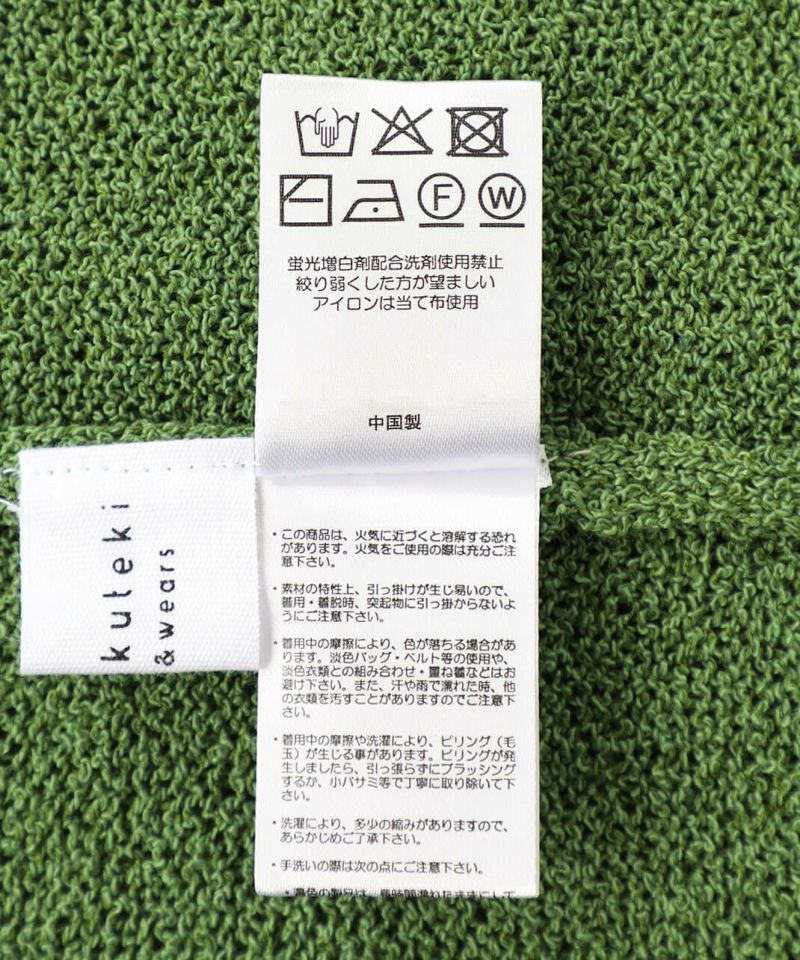 F W
蛍光増白剤配合洗剤使用禁止
絞り弱くした方が望ましい
アイロンは当て布使用
中国製
kuteki
& wears
・この商品は、火気に近づくと溶解する恐れ
があります。火気をご使用の際は充分ご注
意下さい。
・素材の特性上、引っ掛けが生じ易いので、
着用・着脱時、突起物に引っ掛からないよ
うにご注意下さい。
・着用中の摩擦により、色が落ちる場合があ
ります。淡色バッグ・ベルト等の使用や、
淡色衣類との組み合わせ・重ね着などはお
避け下さい。また、汗や雨で濡れた時、他
の衣類を汚すことがありますのでご注意下
さい。
・着用中の摩擦や洗濯により、ピリング（毛
玉）が生じる事があります。ピリングが発
生しましたら、引っ張らずにブラッシング
するか、小バサミ等で丁寧に取り除いて下
さい。
・洗濯により、多少の縮みがありますので、
あらかじめご了承下さい。
・手洗いの際は次の点にご注意下さい。